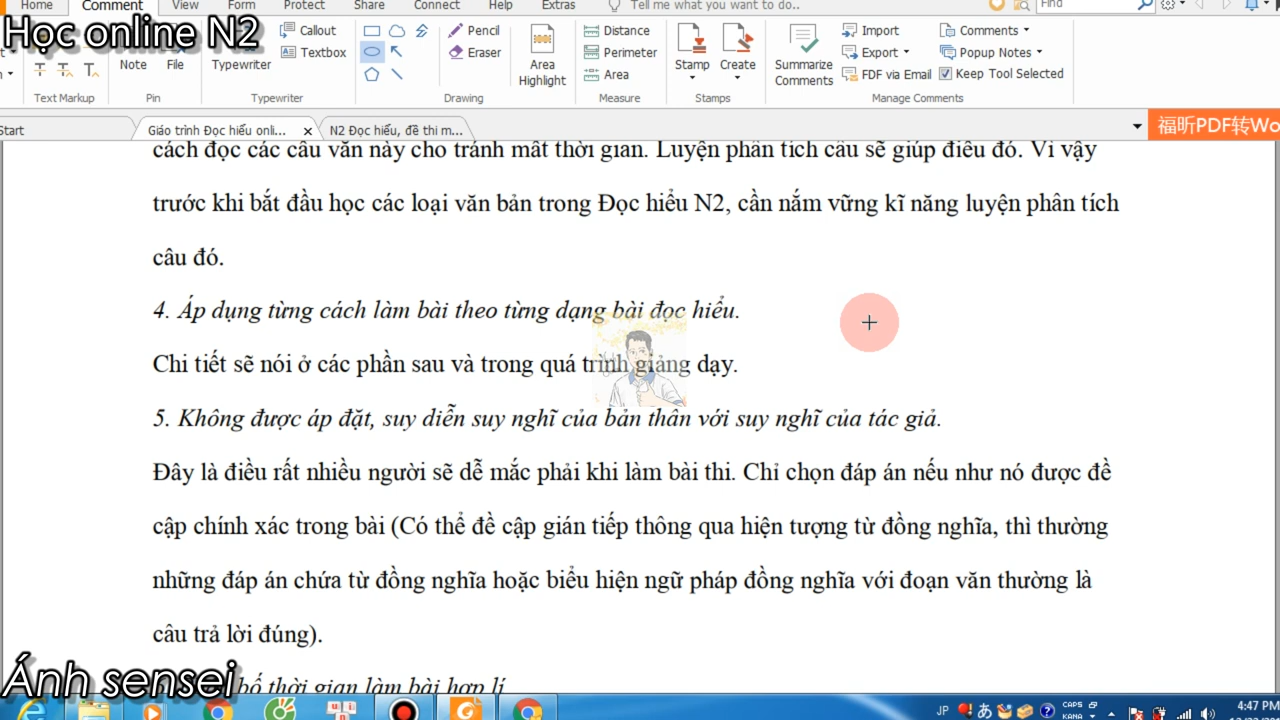 Home Comment View Form Protect Share Connect Help Extras Tell me what you want to do.. Find
Học online N2
Note File Typewriter
Callout
Textbox
Pencil
Eraser
Area Highlight
Distance
Perimeter
Area
Stamp Create
Summarize Comments
Import
Export
FDF via Email
Comments
Popup Notes
Keep Tool Selected
Text Markup Pin Typewriter Drawing Measure Stamps Manage Comments
Start Giáo trình Đọc hiểu onli... × N2 Đọc hiểu, đề thi m... 福昕PDF转Wo
cách đọc các câu văn này cho tránh mất thời gian. Luyện phân tích câu sẽ giúp điều đó. Vì vậy
trước khi bắt đầu học các loại văn bản trong Đọc hiểu N2, cần nắm vững kĩ năng luyện phân tích
câu đó.
4. Áp dụng từng cách làm bài theo từng dạng bài đọc hiểu.
Chi tiết sẽ nói ở các phần sau và trong quá trình giảng dạy.
5. Không được áp đặt, suy diễn suy nghĩ của bản thân với suy nghĩ của tác giả.
Đây là điều rất nhiều người sẽ dễ mắc phải khi làm bài thi. Chỉ chọn đáp án nếu như nó được đề
cập chính xác trong bài (Có thể đề cập gián tiếp thông qua hiện tượng từ đồng nghĩa, thì thường
những đáp án chứa từ đồng nghĩa hoặc biểu hiện ngữ pháp đồng nghĩa với đoạn văn thường là
câu trả lời đúng).
bố thời gian làm bài hợp lí
Ánh sensei
JP あ CAPS KANA 4:47 PM